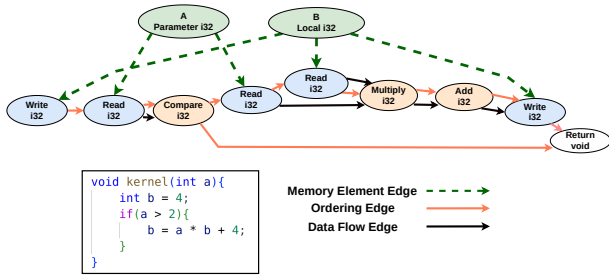 A
Parameter i32
B
Local i32
Write
i32
Read
i32
Compare
i32
Read
i32
Read
i32
Multiply
i32
Add
i32
Write
i32
Return
void
void kernel(int a){
    int b = 4;
    if(a > 2){
        b = a * b + 4;
    }
}
Memory Element Edge
Ordering Edge
Data Flow Edge